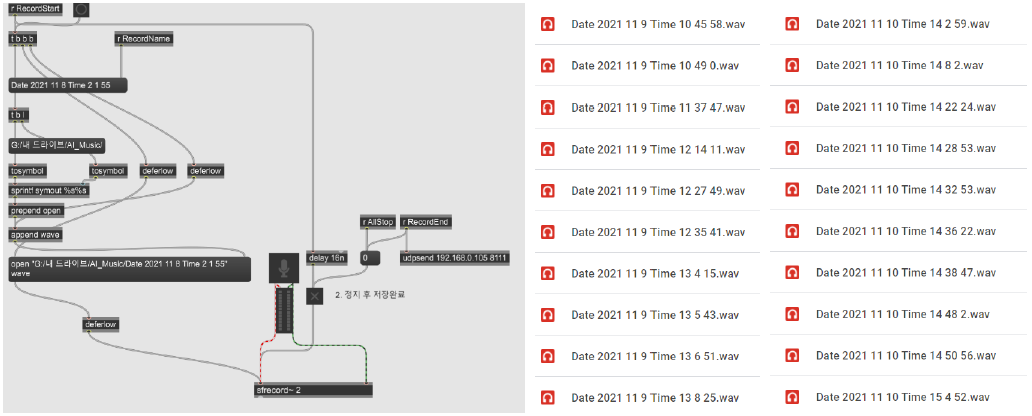 r RecordStart
t b b b
r RecordName
Date 2021 11 8 Time 2 1 55
t b l
G:/내 드라이브/AI_Music/
tosymbol
tosymbol
deferlow
deferlow
sprintf symout %s%s
prepend open
append wave
r AllStop
r RecordEnd
delay 16n
0
udpsend 192.168.0.105 8111
open "G:/내 드라이브/AI_Music/Date 2021 11 8 Time 2 1 55"
wave
2. 정지 후 저장완료
deferlow
sfrecord~ 2
Date 2021 11 9 Time 10 45 58.wav
Date 2021 11 9 Time 10 49 0.wav
Date 2021 11 9 Time 11 37 47.wav
Date 2021 11 9 Time 12 14 11.wav
Date 2021 11 9 Time 12 27 49.wav
Date 2021 11 9 Time 12 35 41.wav
Date 2021 11 9 Time 13 4 15.wav
Date 2021 11 9 Time 13 5 43.wav
Date 2021 11 9 Time 13 6 51.wav
Date 2021 11 9 Time 13 8 25.wav
Date 2021 11 10 Time 14 2 59.wav
Date 2021 11 10 Time 14 8 2.wav
Date 2021 11 10 Time 14 22 24.wav
Date 2021 11 10 Time 14 28 53.wav
Date 2021 11 10 Time 14 32 53.wav
Date 2021 11 10 Time 14 36 22.wav
Date 2021 11 10 Time 14 38 47.wav
Date 2021 11 10 Time 14 48 2.wav
Date 2021 11 10 Time 14 50 56.wav
Date 2021 11 10 Time 15 4 52.wav